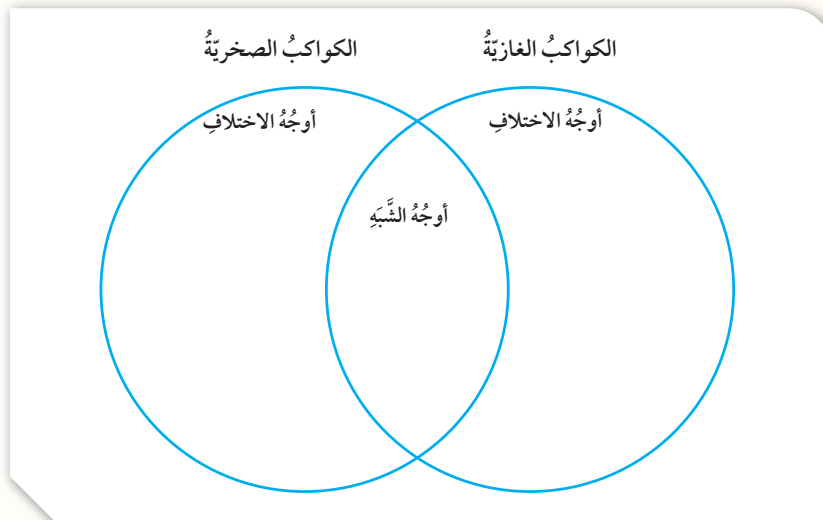 الكواكبُ الغازيّةُ
الكواكبُ الصخريّةُ
أوجُهُ الاختلافِ
أوجُهُ الاختلافِ
أوجُهُ الشَّبَهِ